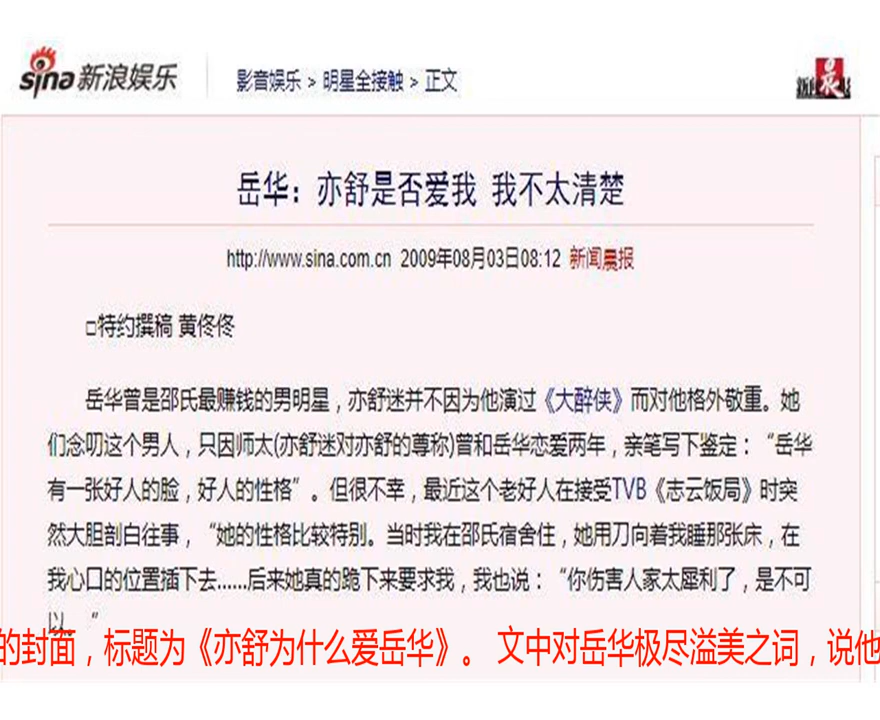 sina新浪娱乐
影音娱乐 > 明星全接触 > 正文
岳华：亦舒是否爱我 我不太清楚
http://www.sina.com.cn 2009年08月03日08:12 新闻晨报
□特约撰稿 黄佟佟
岳华曾是邵氏最赚钱的男明星，亦舒迷并不因为他演过《大醉侠》而对他格外敬重。她
们念叨这个男人，只因师太(亦舒迷对亦舒的尊称)曾和岳华恋爱两年，亲笔写下鉴定：“岳华
有一张好人的脸，好人的性格”。但很不幸，最近这个老好人在接受TVB《志云饭局》时突
然大胆剖白往事，“她的性格比较特别。当时我在邵氏宿舍住，她用刀向着我睡那张床，在
我心口的位置插下去......后来她真的跪下来要求我，我也说：“你伤害人家太犀利了，是不可
以 ”
的封面，标题为《亦舒为什么爱岳华》。 文中对岳华极尽溢美之词，说他